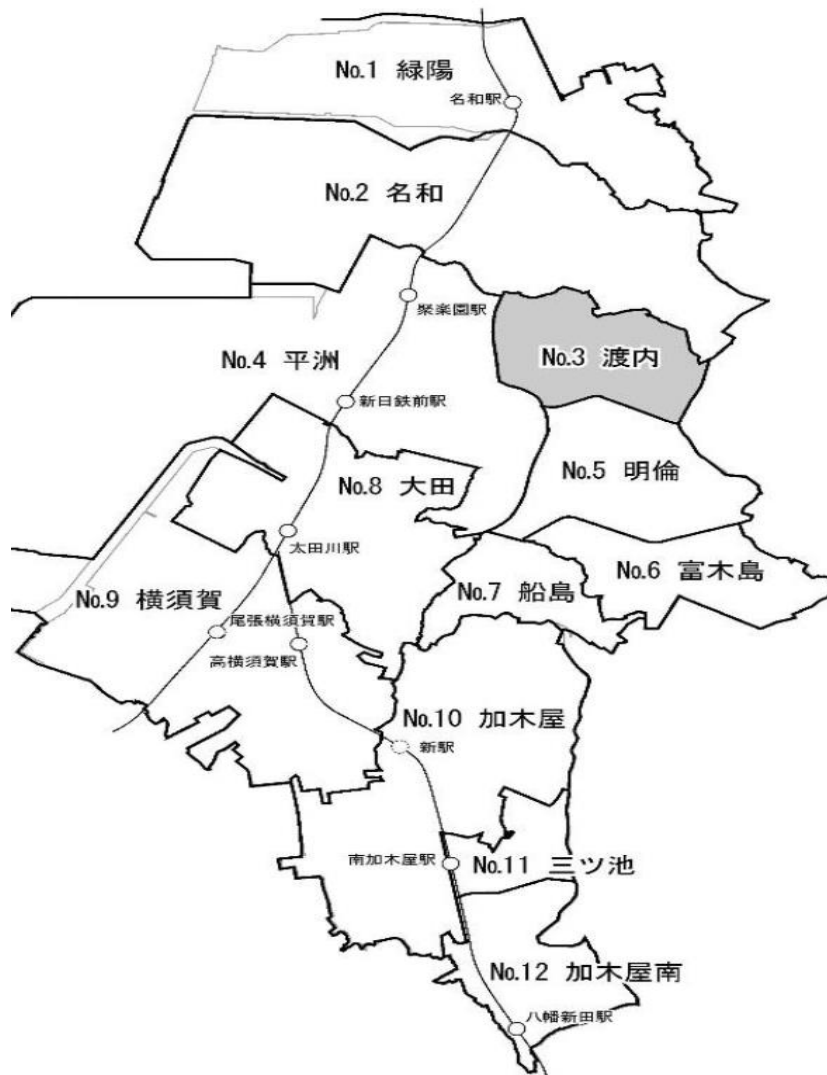 No.1 緑陽
名和駅
No.2 名和
聚楽園駅
No.3 渡内
No.4 平洲
新日鉄前駅
No.5 明倫
No.8 大田
太田川駅
No.6 富木島
No.7 船島
No.9 横須賀
尾張横須賀駅
高横須賀駅
No.10 加木屋
新駅
南加木屋駅
No.11 三ツ池
No.12 加木屋南
八幡新田駅